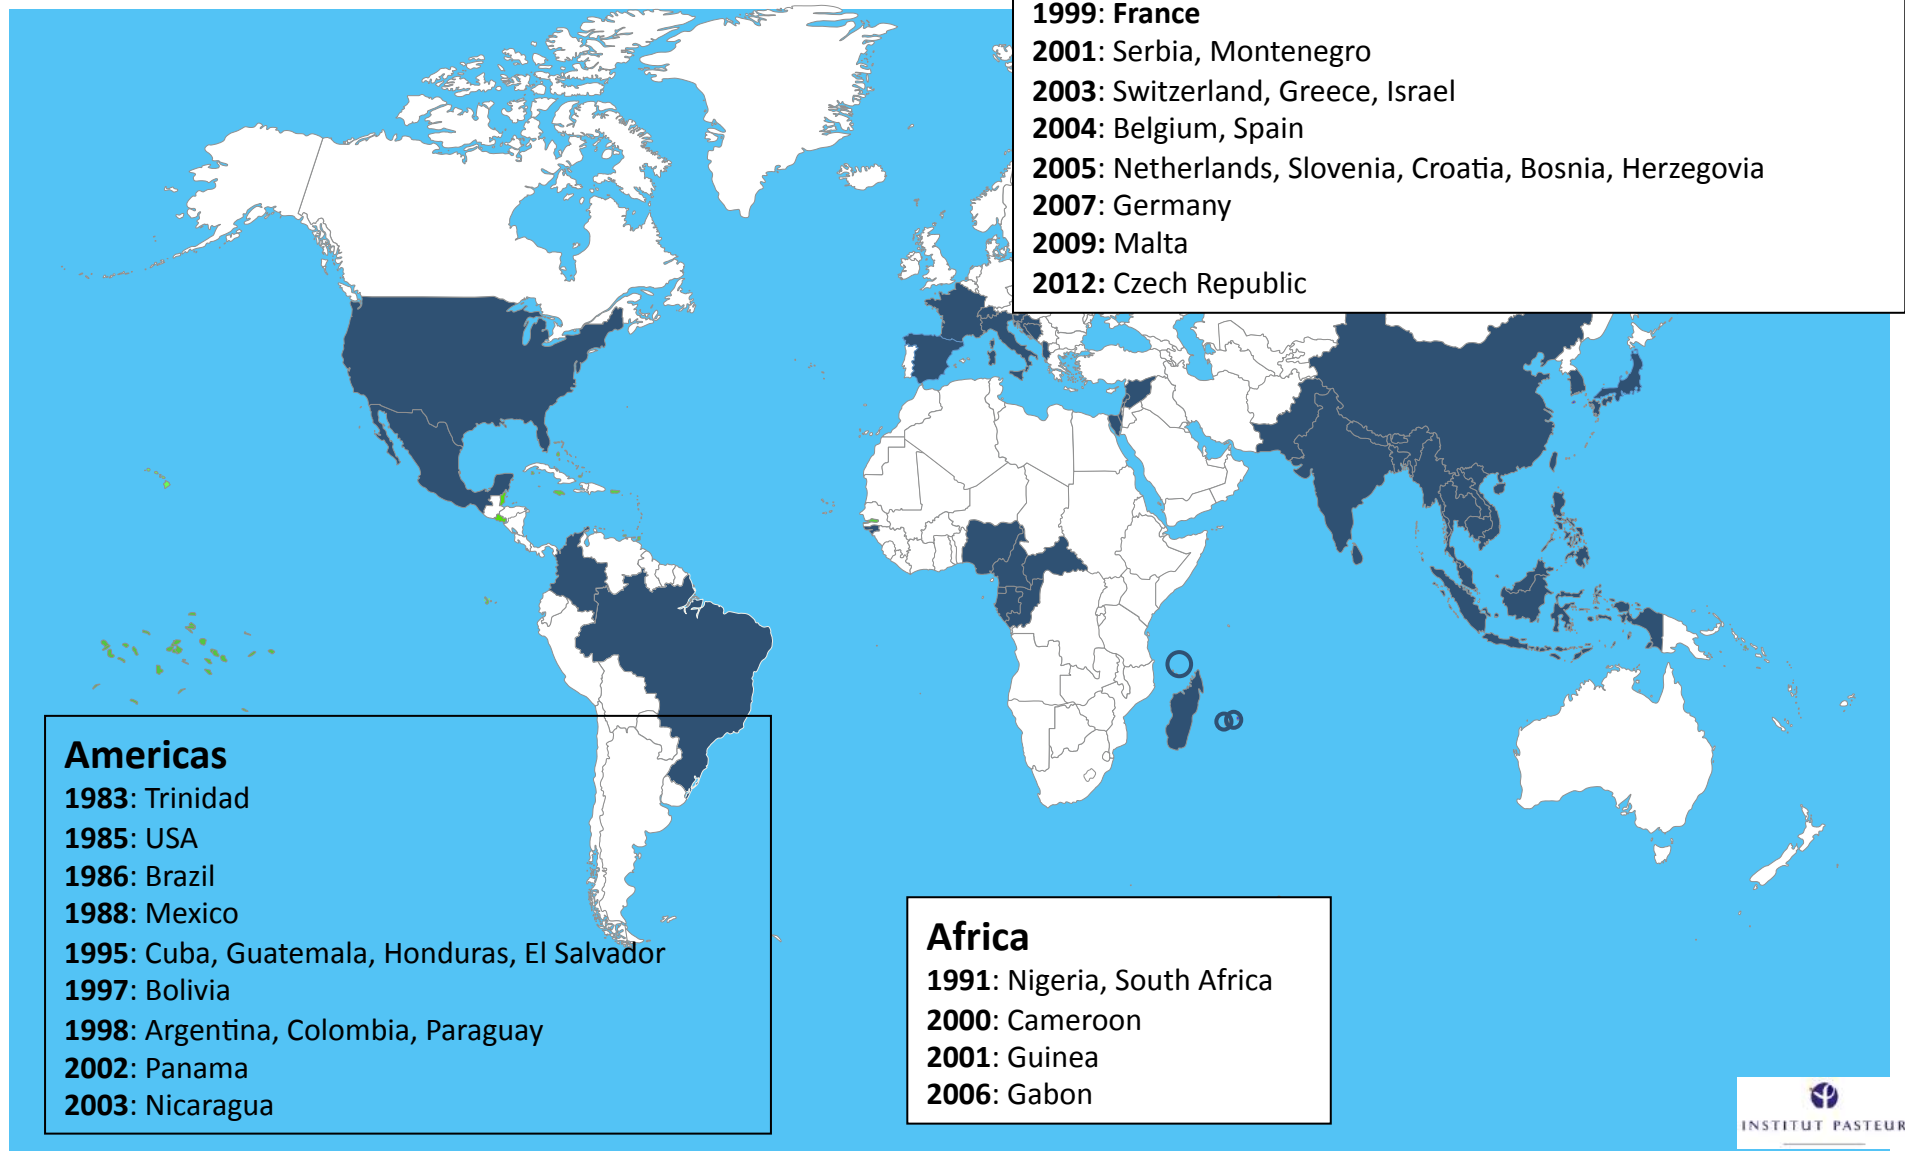 1999: France
2001: Serbia, Montenegro
2003: Switzerland, Greece, Israel
2004: Belgium, Spain
2005: Netherlands, Slovenia, Croatia, Bosnia, Herzegovia
2007: Germany
2009: Malta
2012: Czech Republic
Americas
1983: Trinidad
1985: USA
1986: Brazil
1988: Mexico
1995: Cuba, Guatemala, Honduras, El Salvador
1997: Bolivia
1998: Argentina, Colombia, Paraguay
2002: Panama
2003: Nicaragua
Africa
1991: Nigeria, South Africa
2000: Cameroon
2001: Guinea
2006: Gabon
INSTITUT PASTEUR